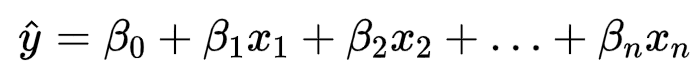 ŷ = β₀ + β₁x₁ + β₂x₂ + … + βₙxₙ